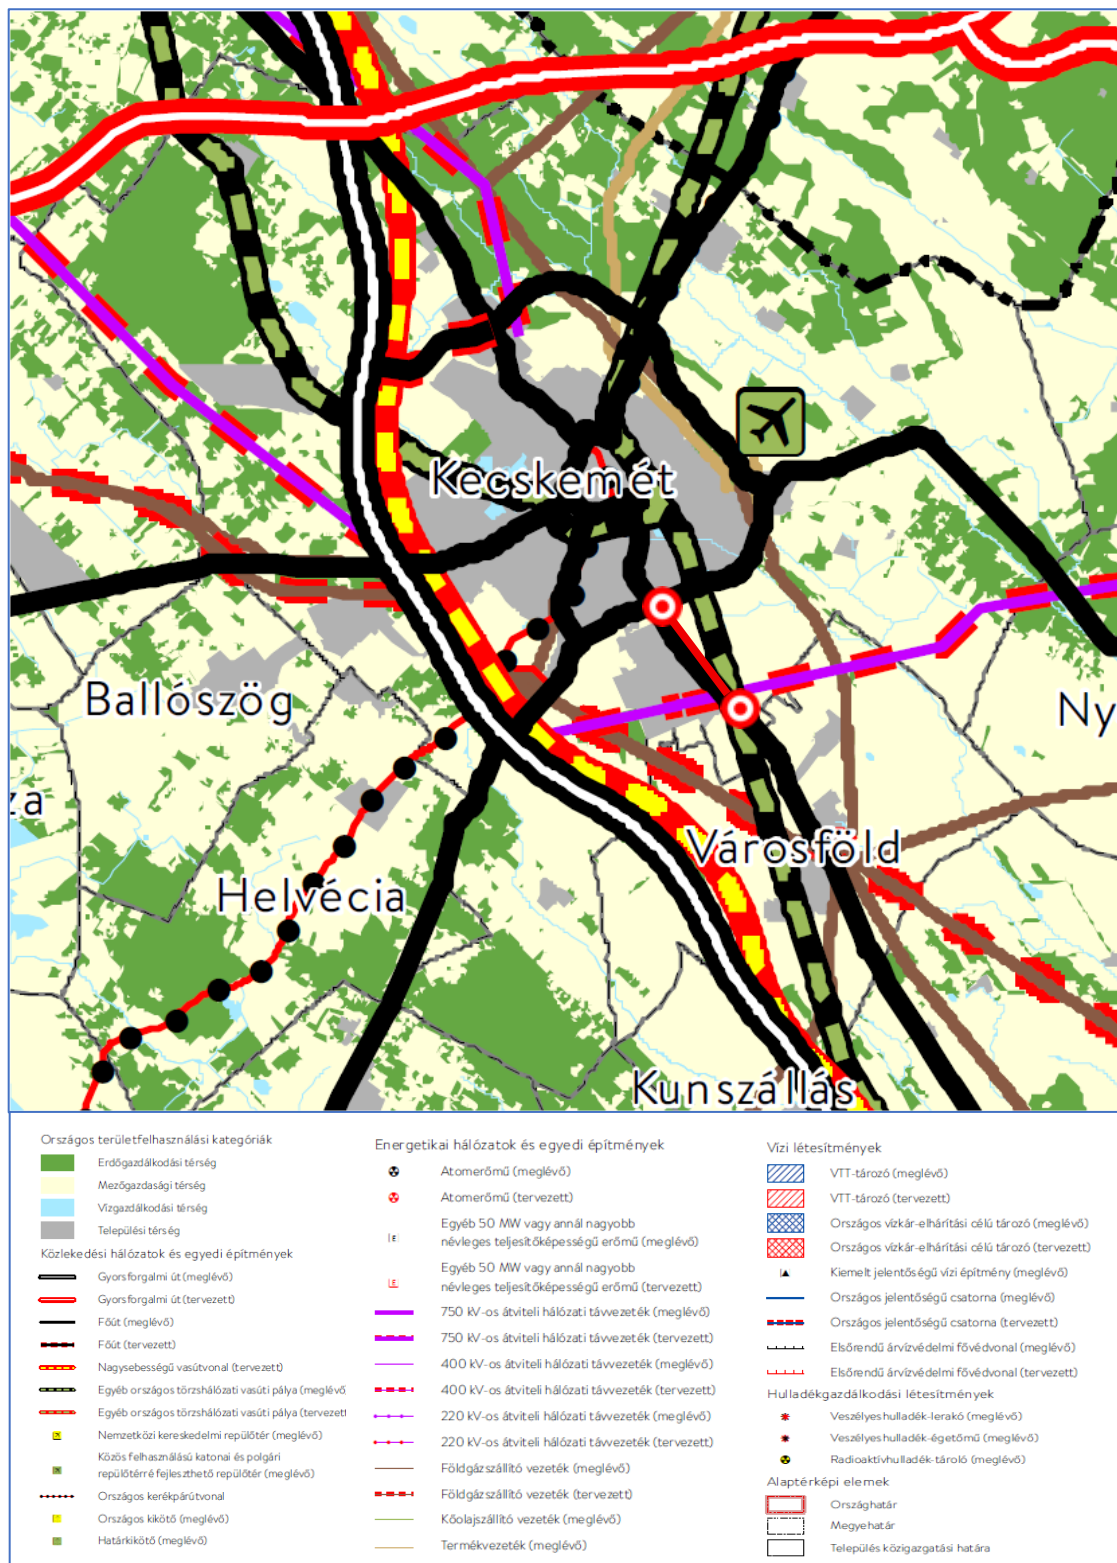 Kecskemét
Ballószög
Ny
za
Városföld
Helvécia
Kunszállás
Országos területfelhasználási kategóriák
Erdőgazdálkodási térség
Mezőgazdasági térség
Vízgazdálkodási térség
Települési térség
Közlekedési hálózatok és egyedi építmények
Gyorsforgalmi út (meglévő)
Gyorsforgalmi út (tervezett)
Főút (meglévő)
Főút (tervezett)
Nagysebességű vasútvonal (tervezett)
Egyéb országos törzshálózati vasúti pálya (meglévő
Egyéb országos törzshálózati vasúti pálya (tervezett
Nemzetközi kereskedelmi repülőtér (meglévő)
Közös felhasználású katonai és polgári
repülőtérré fejleszthető repülőtér (meglévő)
Országos kerékpárútvonal
Országos kikötő (meglévő)
Határkikötő (meglévő)
Energetikai hálózatok és egyedi építmények
Atomerőmű (meglévő)
Atomerőmű (tervezett)
Egyéb 50 MW vagy annál nagyobb
névleges teljesítőképességű erőmű (meglévő)
Egyéb 50 MW vagy annál nagyobb
névleges teljesítőképességű erőmű (tervezett)
750 kV-os átviteli hálózati távvezeték (meglévő)
750 kV-os átviteli hálózati távvezeték (tervezett)
400 kV-os átviteli hálózati távvezeték (meglévő)
400 kV-os átviteli hálózati távvezeték (tervezett)
220 kV-os átviteli hálózati távvezeték (meglévő)
220 kV-os átviteli hálózati távvezeték (tervezett)
Földgázszállító vezeték (meglévő)
Földgázszállító vezeték (tervezett)
Kőolajszállító vezeték (meglévő)
Termékvezeték (meglévő)
Vízi létesítmények
VTT-tározó (meglévő)
VTT-tározó (tervezett)
Országos vízkár-elhárítási célú tározó (meglévő)
Országos vízkár-elhárítási célú tározó (tervezett)
Kiemelt jelentőségű vízi építmény (meglévő)
Országos jelentőségű csatorna (meglévő)
Országos jelentőségű csatorna (tervezett)
Elsőrendű árvízvédelmi fővédvonal (meglévő)
Elsőrendű árvízvédelmi fővédvonal (tervezett)
Hulladékgazdálkodási létesítmények
Veszélyeshulladék-lerakó (meglévő)
Veszélyeshulladék-égetőmű (meglévő)
Radioaktívhulladék-tároló (meglévő)
Alaptérképi elemek
Országhatár
Megyehatár
Település közigazgatási határa